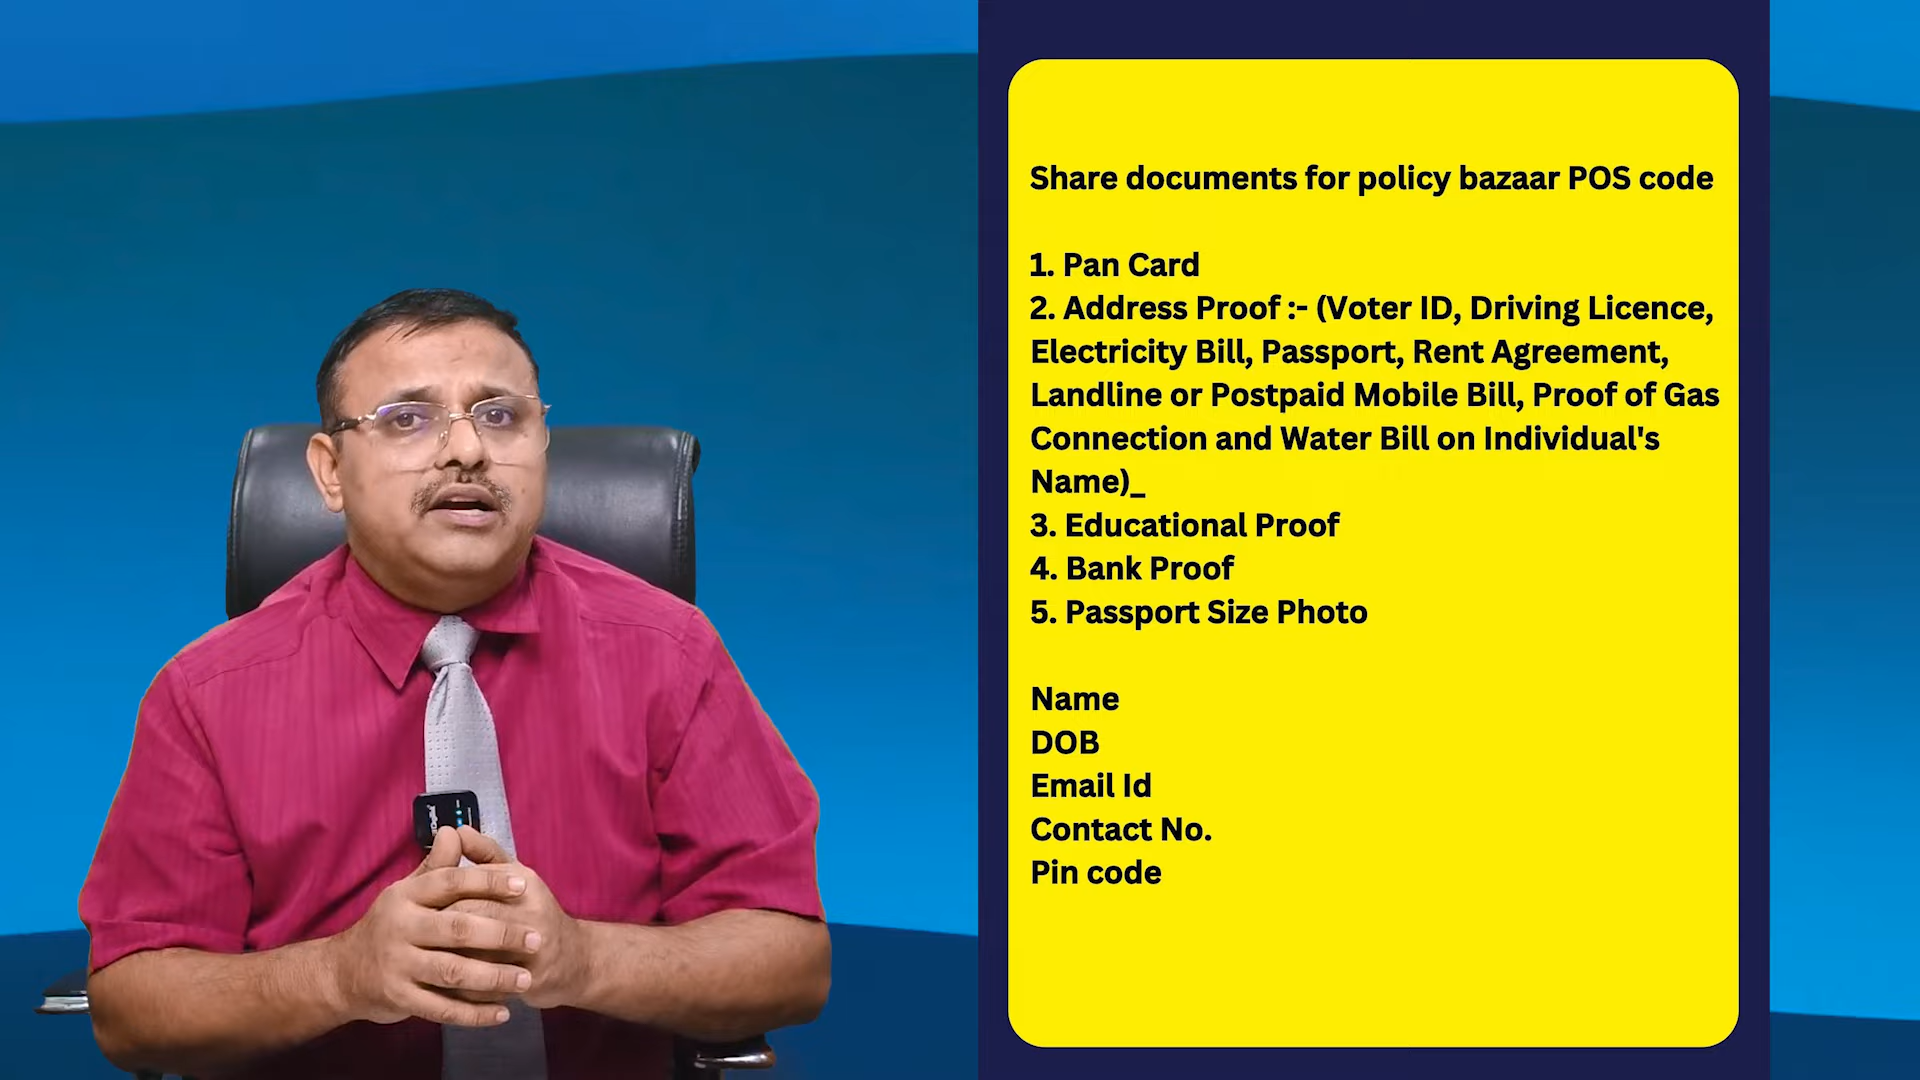 Share documents for policy bazaar POS code
1. Pan Card
2. Address Proof :- (Voter ID, Driving Licence,
Electricity Bill, Passport, Rent Agreement,
Landline or Postpaid Mobile Bill, Proof of Gas
Connection and Water Bill on Individual's
Name)_
3. Educational Proof
4. Bank Proof
5. Passport Size Photo
Name
DOB
Email Id
Contact No.
Pin code